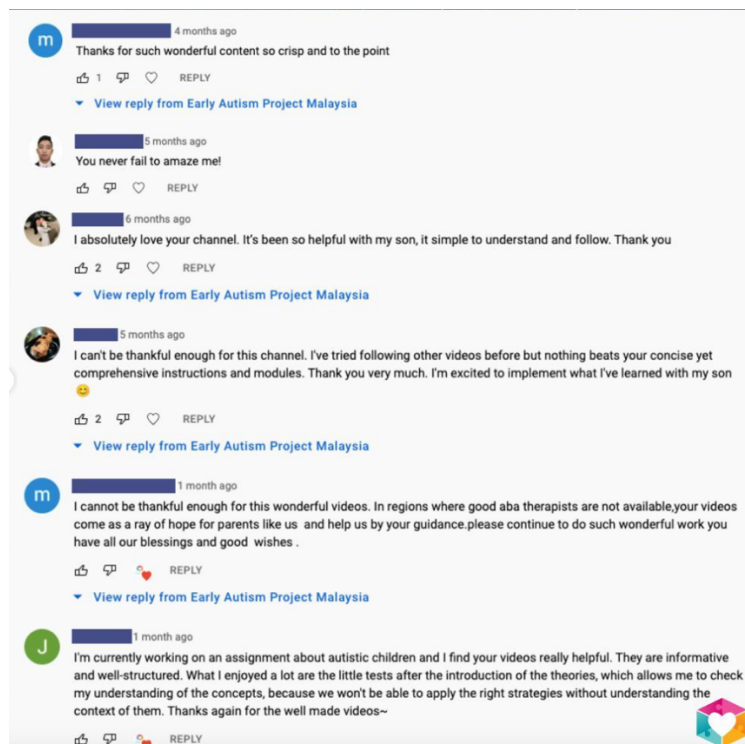 m
4 months ago
Thanks for such wonderful content so crisp and to the point
1 REPLY
View reply from Early Autism Project Malaysia
5 months ago
You never fail to amaze me!
REPLY
6 months ago
I absolutely love your channel. It's been so helpful with my son, it simple to understand and follow. Thank you
2 REPLY
View reply from Early Autism Project Malaysia
5 months ago
I can't be thankful enough for this channel. I've tried following other videos before but nothing beats your concise yet
comprehensive instructions and modules. Thank you very much. I'm excited to implement what I've learned with my son
😊
2 REPLY
View reply from Early Autism Project Malaysia
m
1 month ago
I cannot be thankful enough for this wonderful videos. In regions where good aba therapists are not available,your videos
come as a ray of hope for parents like us and help us by your guidance.please continue to do such wonderful work you
have all our blessings and good wishes .
REPLY
View reply from Early Autism Project Malaysia
J
1 month ago
I'm currently working on an assignment about autistic children and I find your videos really helpful. They are informative
and well-structured. What I enjoyed a lot are the little tests after the introduction of the theories, which allows me to check
my understanding of the concepts, because we won't be able to apply the right strategies without understanding the
context of them. Thanks again for the well made videos~
REPLY